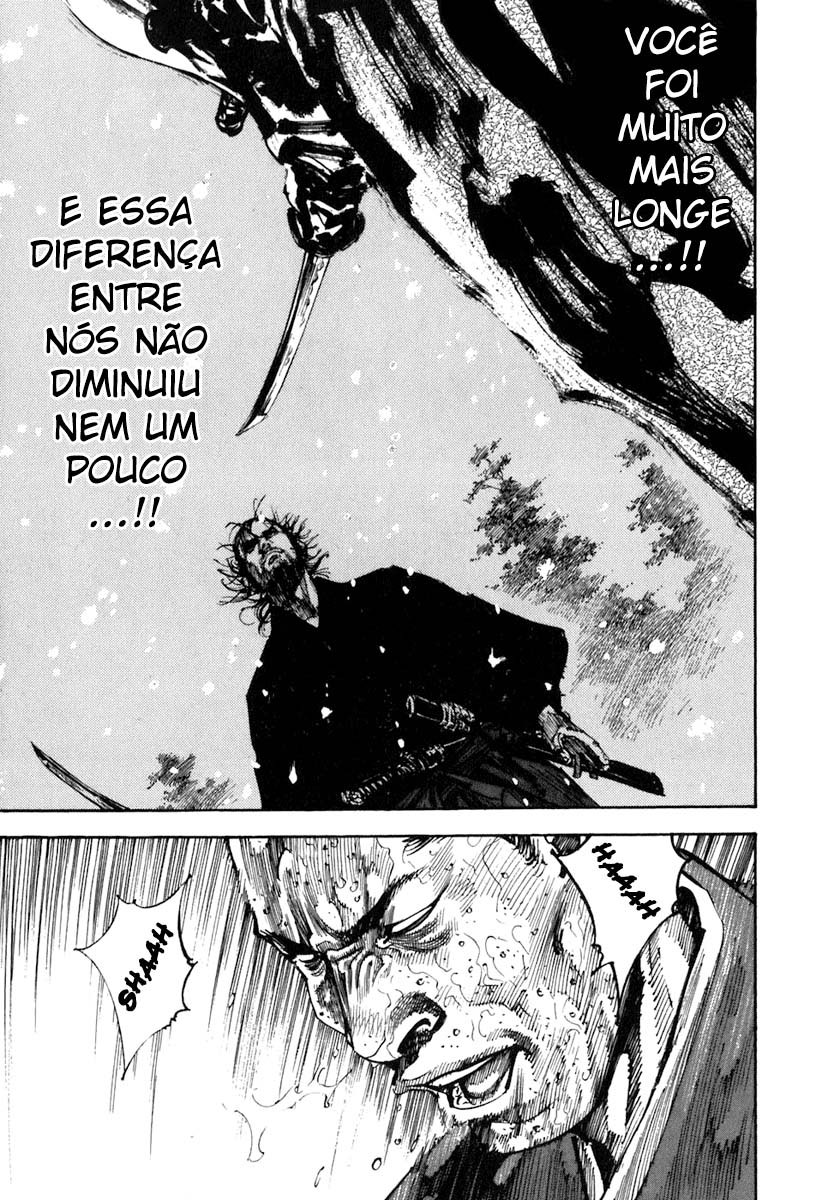 VOCÊ
FOI
MUITO
MAIS
LONGE
...!!
E ESSA
DIFERENÇA
ENTRE
NÓS NÃO
DIMINUIU
NEM UM
POUCO
...!!
HAAAH
SHAAH